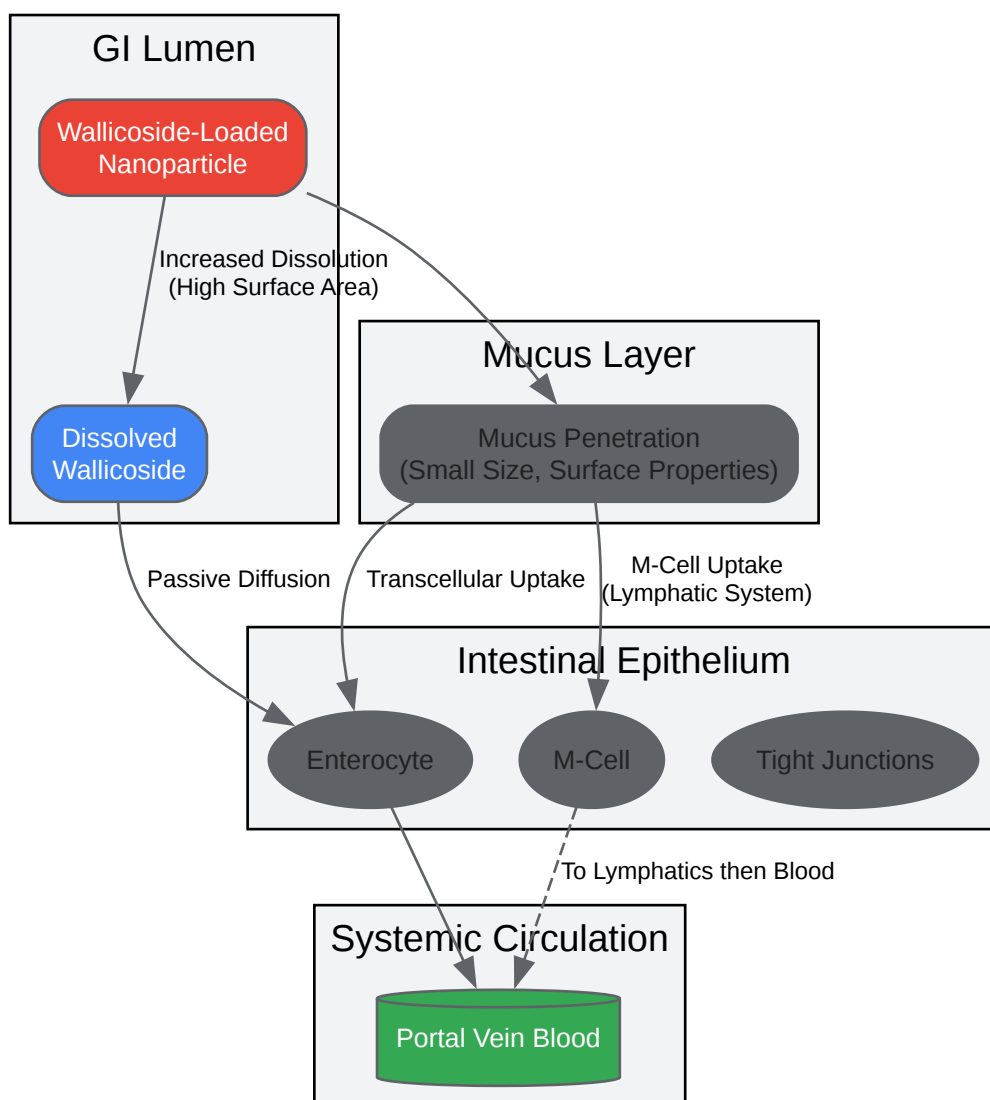 GI Lumen
Wallicoside-Loaded
Nanoparticle
Increased Dissolution
(High Surface Area)
Mucus Layer
Dissolved
Wallicoside
Mucus Penetration
(Small Size, Surface Properties)
Passive Diffusion
Transcellular Uptake
M-Cell Uptake
(Lymphatic System)
Intestinal Epithelium
Enterocyte
M-Cell
Tight Junctions
To Lymphatics then Blood
Systemic Circulation
Portal Vein Blood